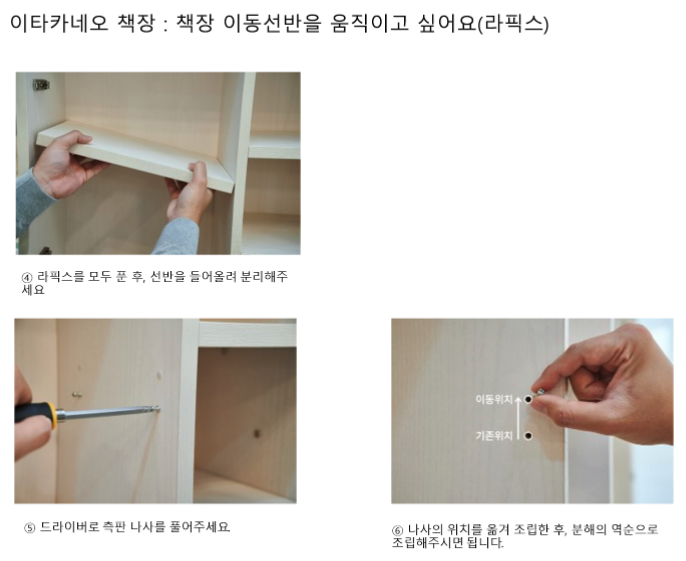 이타카네오 책장 : 책장 이동선반을 움직이고 싶어요(라픽스)
④ 라픽스를 모두 푼 후, 선반을 들어올려 분리해주
세요
⑤ 드라이버로 측판 나사를 풀어주세요.
이동위치
기존위치
⑥ 나사의 위치를 옮겨 조립한 후, 분해의 역순으로
조립해주시면 됩니다.